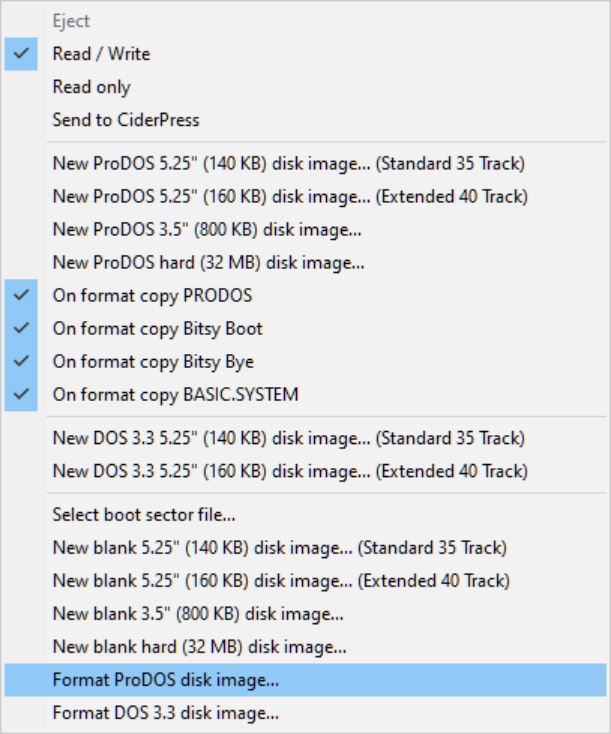 Eject
Read / Write
Read only
Send to CiderPress
New ProDOS 5.25" (140 KB) disk image... (Standard 35 Track)
New ProDOS 5.25" (160 KB) disk image... (Extended 40 Track)
New ProDOS 3.5" (800 KB) disk image...
New ProDOS hard (32 MB) disk image...
On format copy PRODOS
On format copy Bitsy Boot
On format copy Bitsy Bye
On format copy BASIC.SYSTEM
New DOS 3.3 5.25" (140 KB) disk image... (Standard 35 Track)
New DOS 3.3 5.25" (160 KB) disk image... (Extended 40 Track)
Select boot sector file...
New blank 5.25" (140 KB) disk image... (Standard 35 Track)
New blank 5.25" (160 KB) disk image... (Extended 40 Track)
New blank 3.5" (800 KB) disk image...
New blank hard (32 MB) disk image...
Format ProDOS disk image...
Format DOS 3.3 disk image...